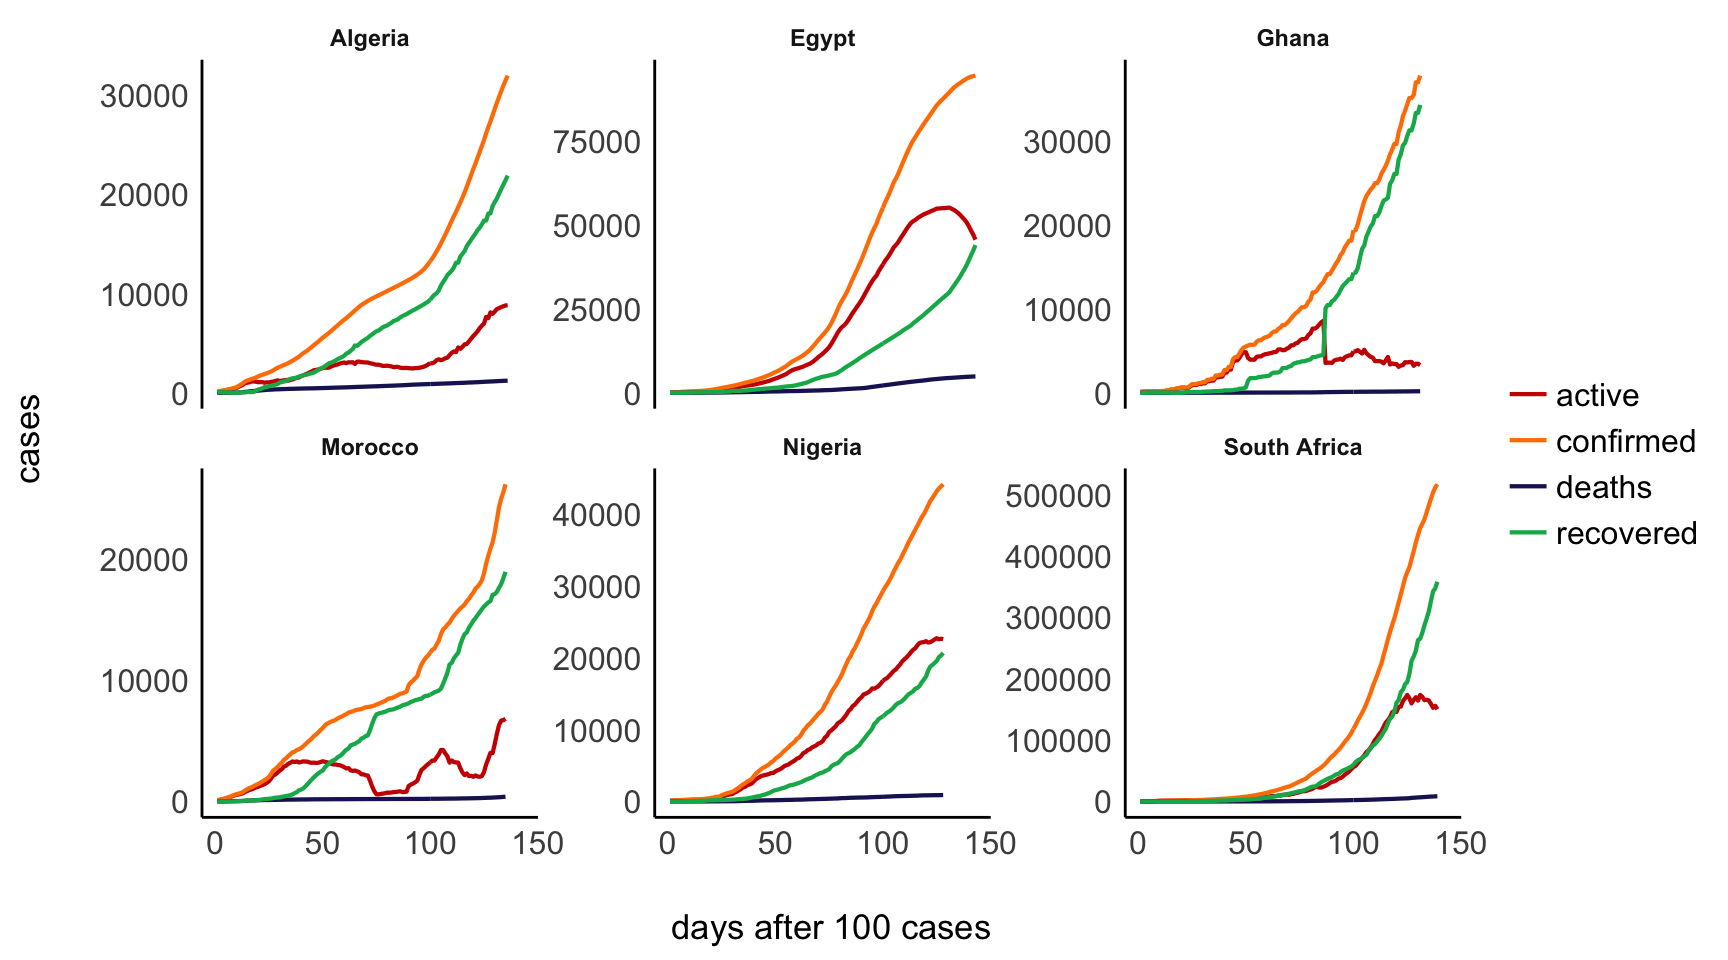 Algeria Egypt Ghana
30000
20000
10000
0
75000
50000
25000
0
30000
20000
10000
0
cases
Morocco Nigeria South Africa
20000
10000
0
40000
30000
20000
10000
0
500000
400000
300000
200000
100000
0
0 50 100 150 0 50 100 150 0 50 100 150
days after 100 cases
active
confirmed
deaths
recovered